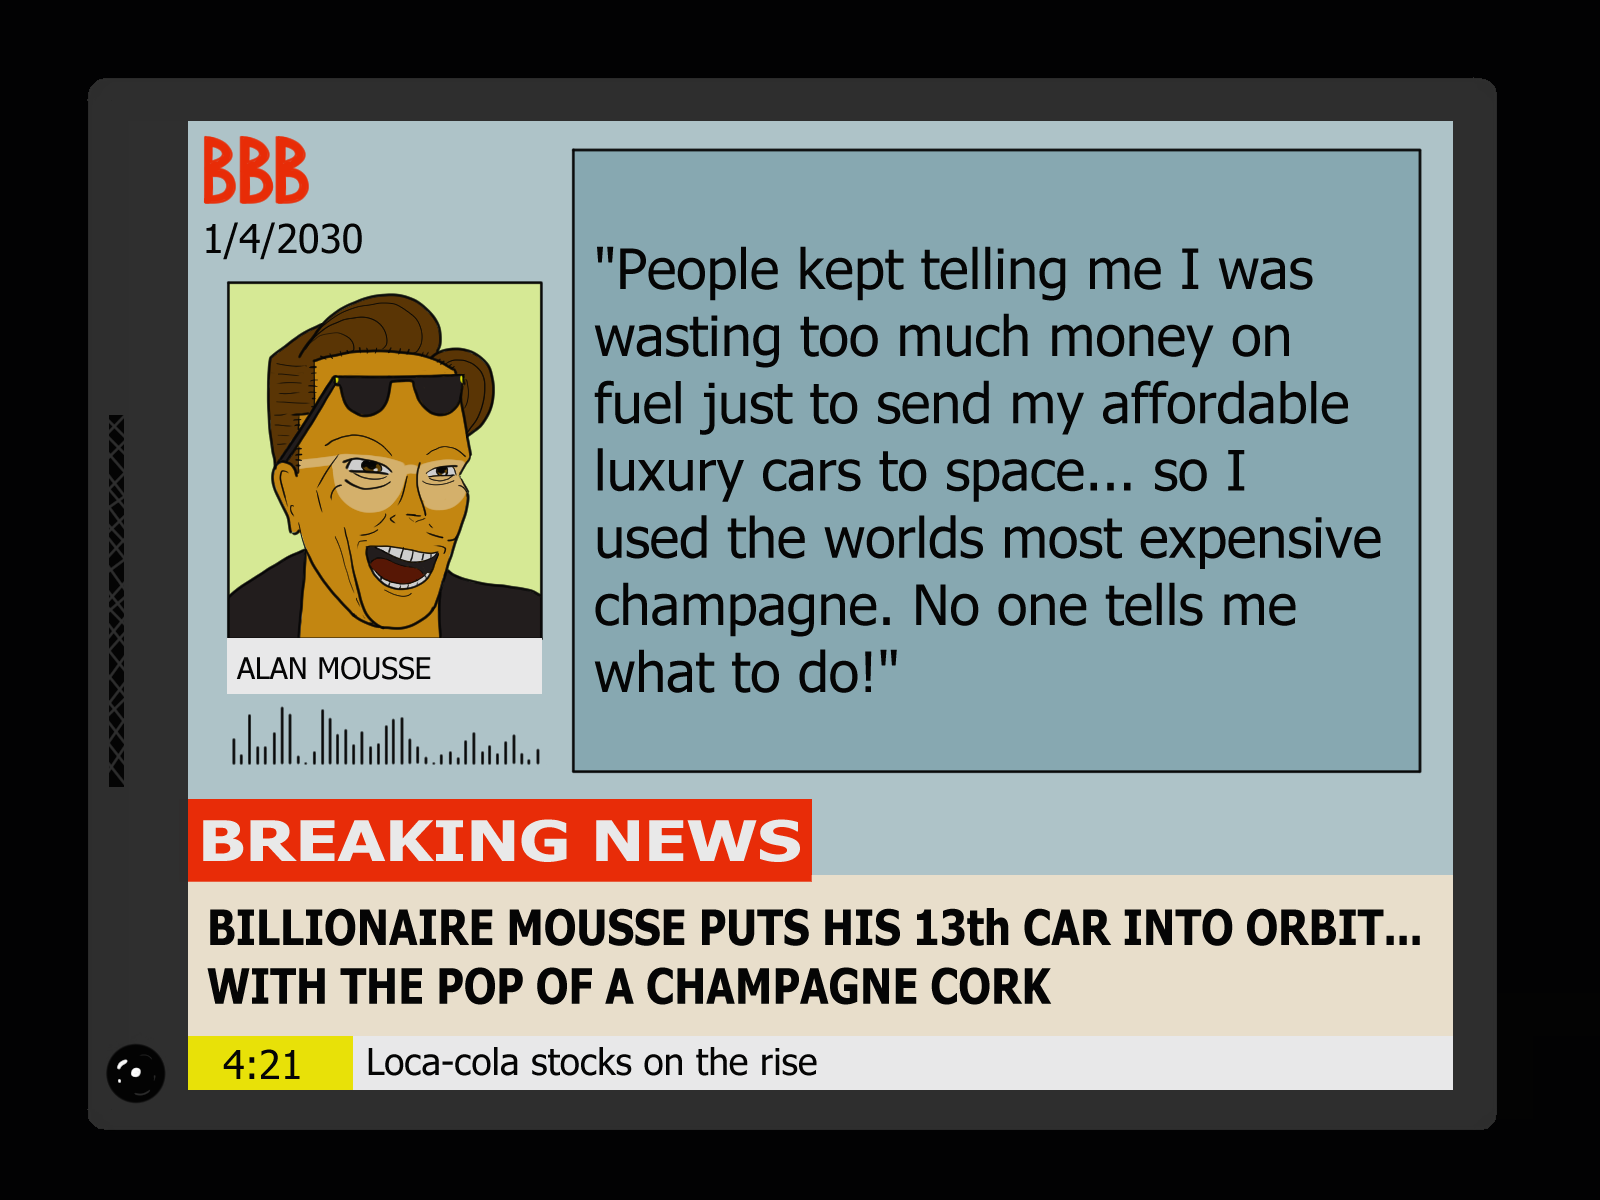 BBB
1/4/2030
ALAN MOUSSE
"People kept telling me I was
wasting too much money on
fuel just to send my affordable
luxury cars to space... so I
used the worlds most expensive
champagne. No one tells me
what to do!"
BREAKING NEWS
BILLIONAIRE MOUSSE PUTS HIS 13th CAR INTO ORBIT...
WITH THE POP OF A CHAMPAGNE CORK
4:21 Loca-cola stocks on the rise